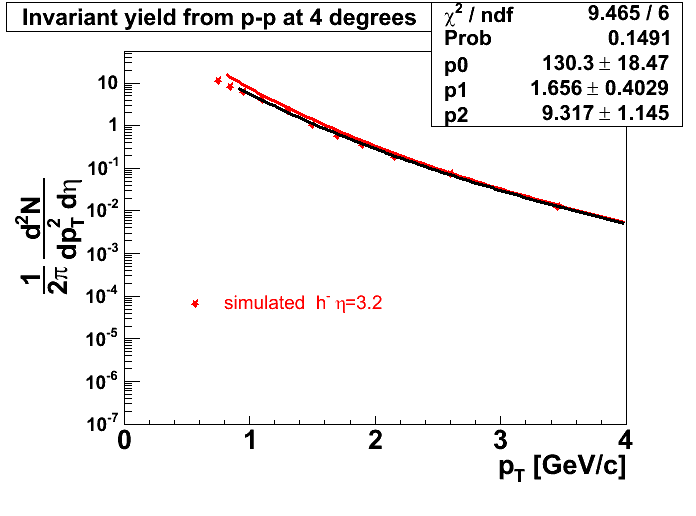 Invariant yield from p-p at 4 degrees
χ² / ndf 9.465 / 6
Prob 0.1491
p0 130.3 ± 18.47
p1 1.656 ± 0.4029
p2 9.317 ± 1.145
10
1
10⁻¹
10⁻²
10⁻³
10⁻⁴
10⁻⁵
10⁻⁶
10⁻⁷
1 d²N
2π dp_T² dη
simulated h⁻ η=3.2
0 1 2 3 4
p_T [GeV/c]